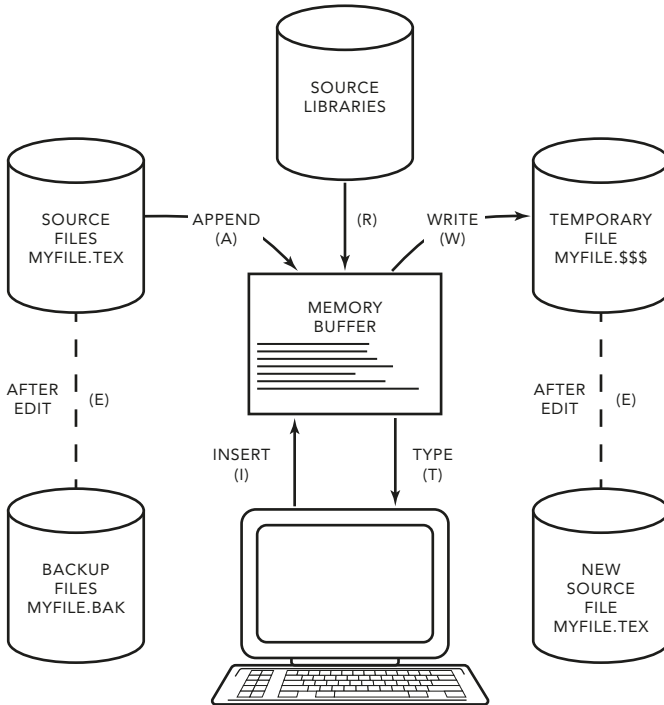 SOURCE
LIBRARIES
SOURCE
FILES
MYFILE.TEX
APPEND
(A)
(R)
WRITE
(W)
TEMPORARY
FILE
MYFILE.$$$
MEMORY
BUFFER
AFTER
EDIT
(E)
INSERT
(I)
TYPE
(T)
AFTER
EDIT
(E)
BACKUP
FILES
MYFILE.BAK
NEW
SOURCE
FILE
MYFILE.TEX